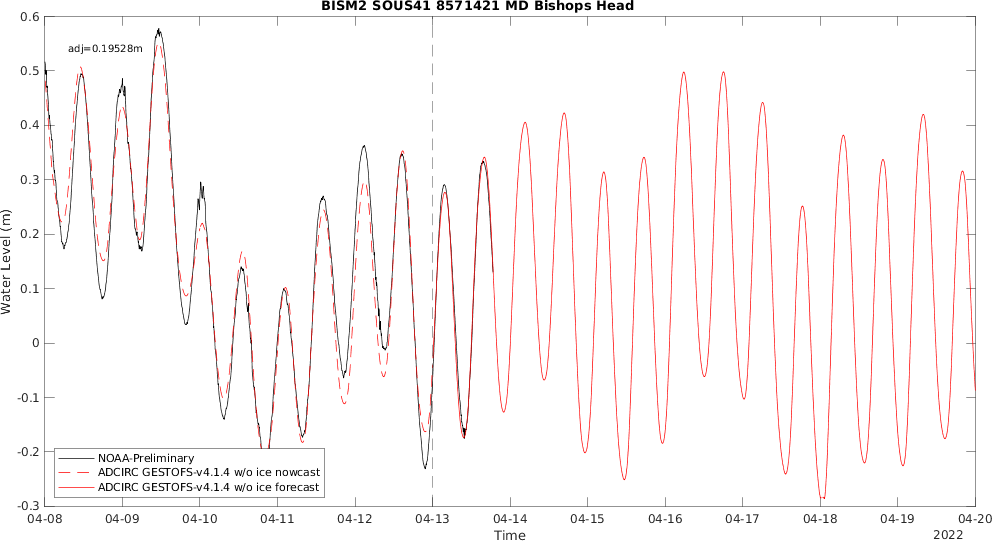 BISM2 SOUS41 8571421 MD Bishops Head
adj=0.19528m
0.6
0.5
0.4
0.3
0.2
0.1
0
-0.1
-0.2
-0.3
Water Level (m)
NOAA-Preliminary
ADCIRC GESTOFS-v4.1.4 w/o ice nowcast
ADCIRC GESTOFS-v4.1.4 w/o ice forecast
04-08 04-09 04-10 04-11 04-12 04-13 04-14 04-15 04-16 04-17 04-18 04-19 04-20
Time
2022